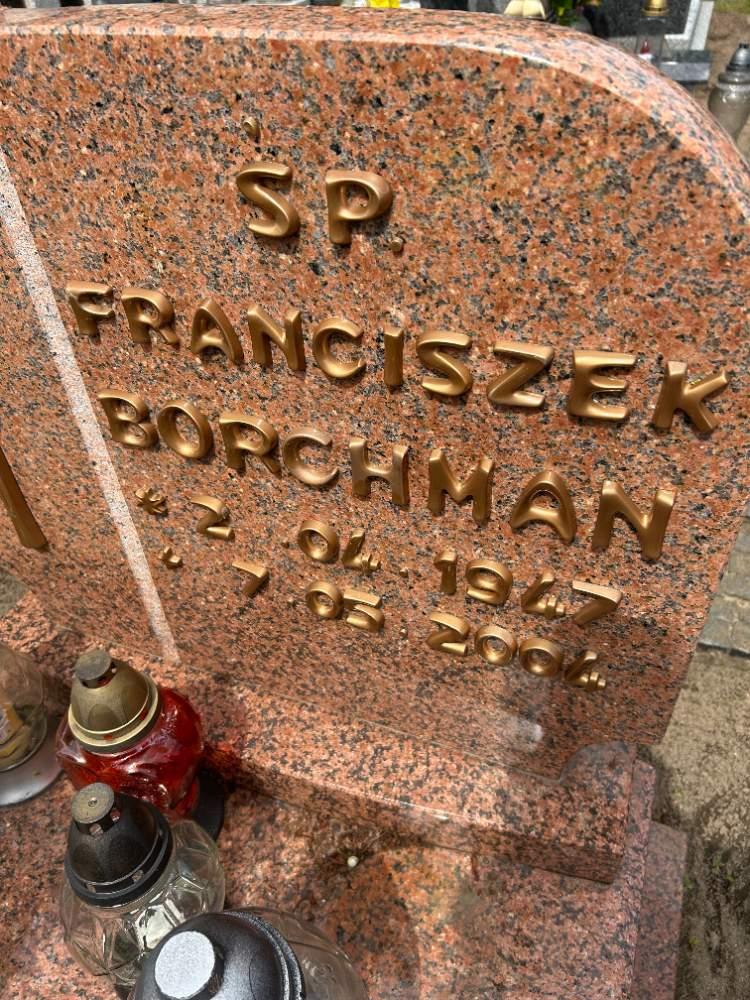 ŚP.
FRANCISZEK
BORCHMAN
* 2.04.1947
+ 7.05.2004